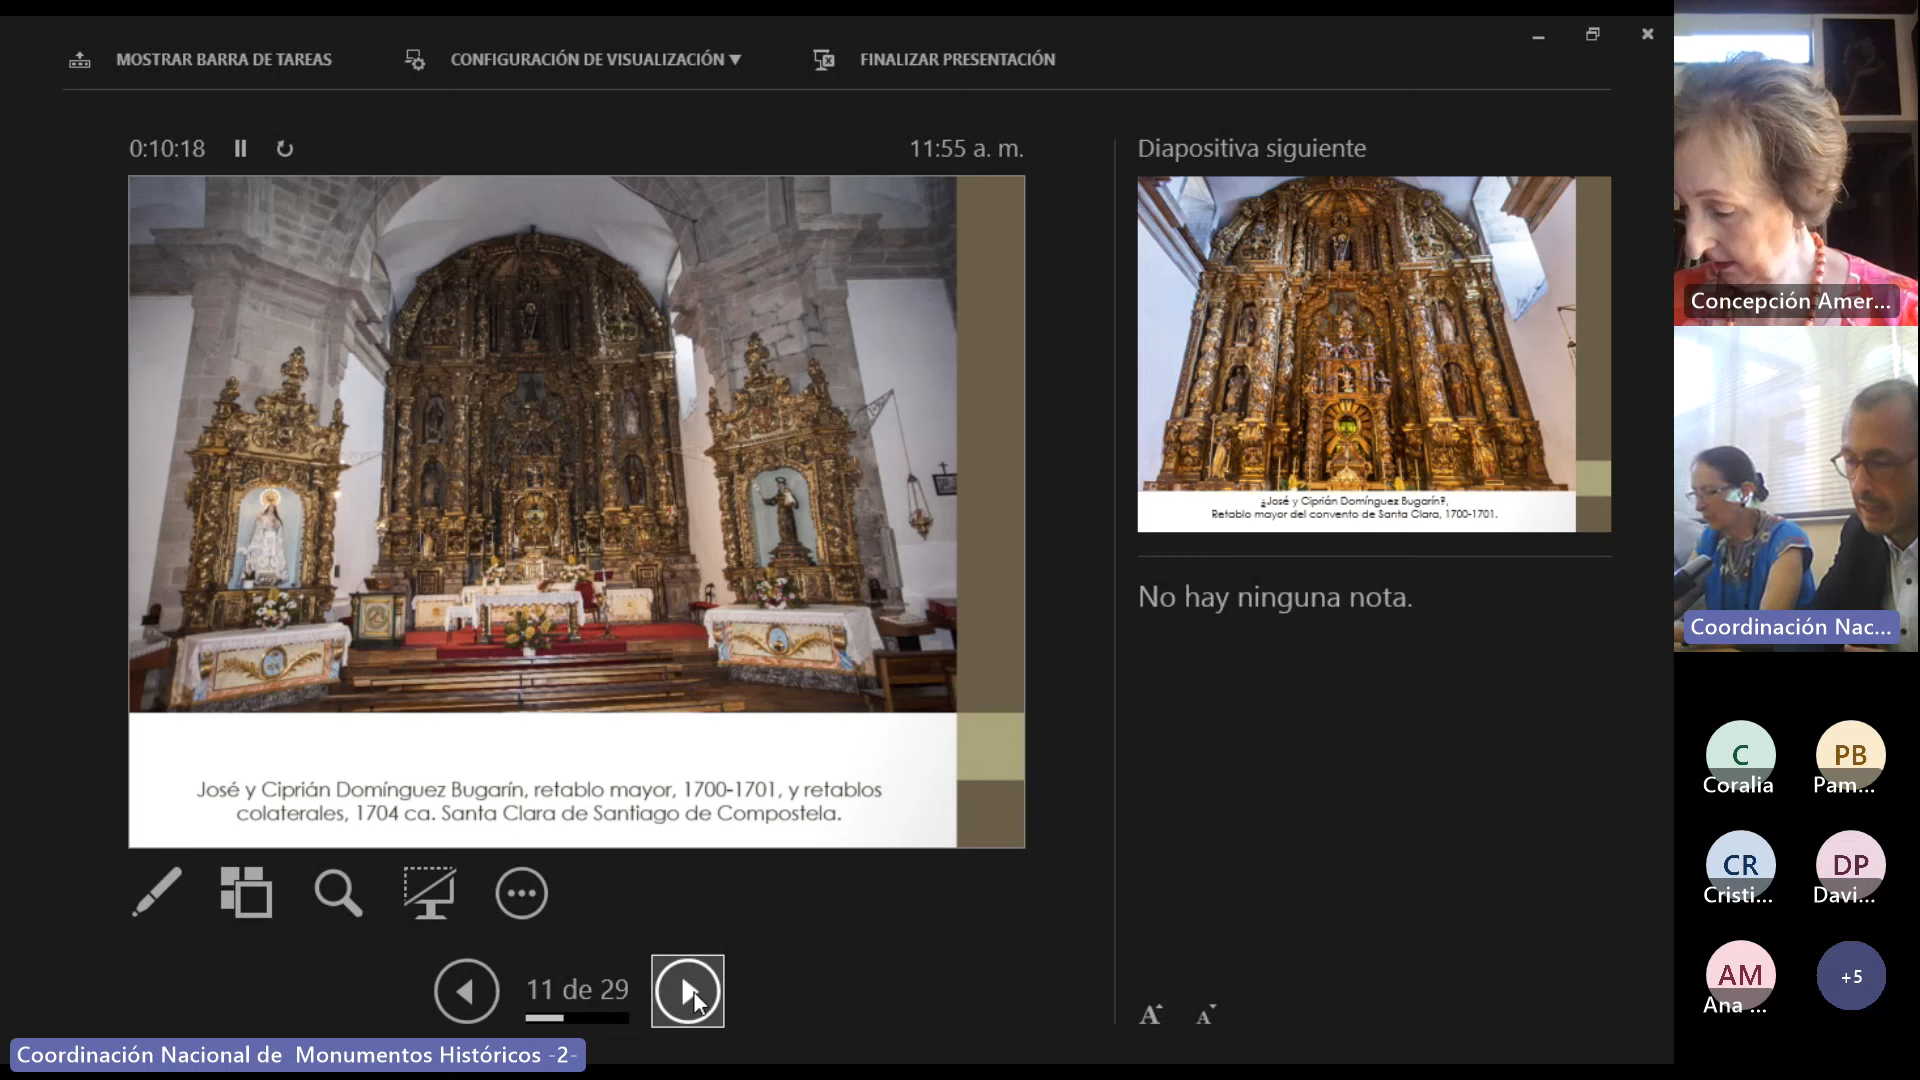 MOSTRAR BARRA DE TAREAS
CONFIGURACIÓN DE VISUALIZACIÓN ▼
FINALIZAR PRESENTACIÓN
0:10:18
11:55 a. m.
José y Ciprián Domínguez Bugarín, retablo mayor, 1700-1701, y retablos
colaterales, 1704 ca. Santa Clara de Santiago de Compostela.
11 de 29
Diapositiva siguiente
¿José y Ciprián Domínguez Bugarín?,
Retablo mayor del convento de Santa Clara, 1700-1701.
No hay ninguna nota.
A A
Concepción Amer...
Coordinación Nac...
C
Coralia
PB
Pam...
CR
Cristi...
DP
Davi...
AM
Ana ...
+5
Coordinación Nacional de Monumentos Históricos -2-